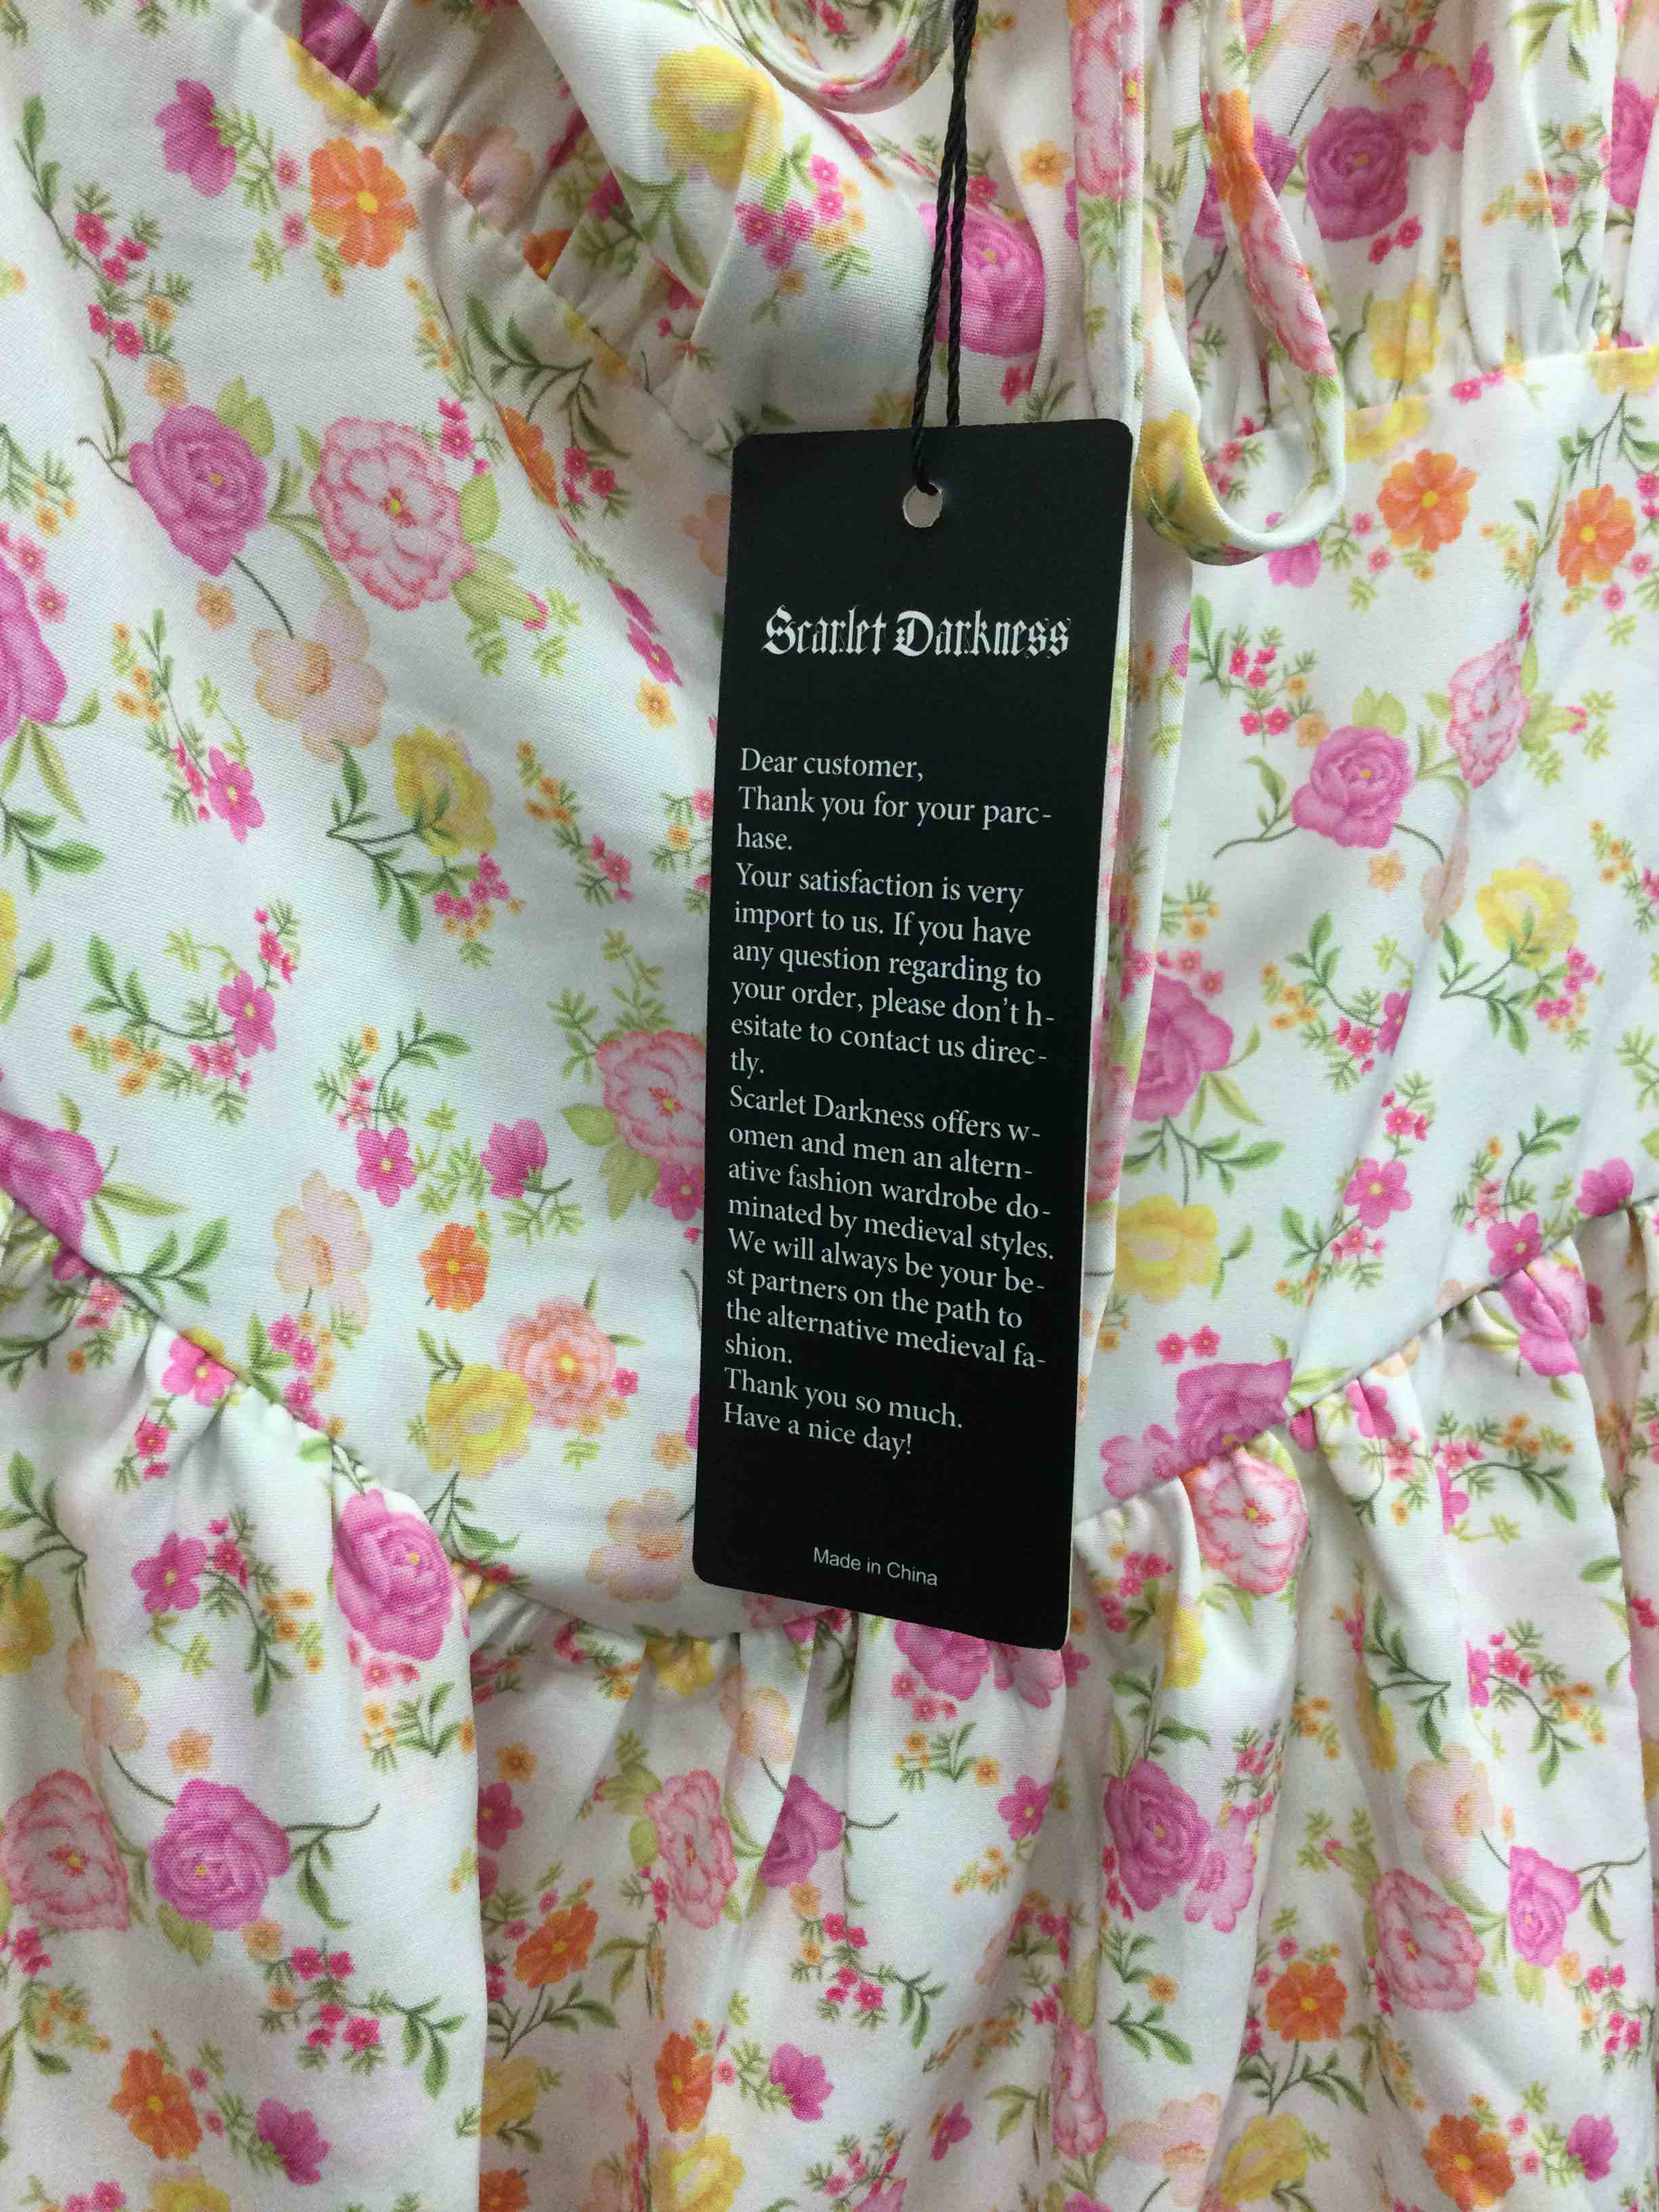 Scarlet Darkness
Dear customer,
Thank you for your parc-
hase.
Your satisfaction is very
import to us. If you have
any question regarding to
your order, please don't h-
esitate to contact us direc-
tly.
Scarlet Darkness offers w-
omen and men an altern-
ative fashion wardrobe do-
minated by medieval styles.
We will always be your be-
st partners on the path to
the alternative medieval fa-
shion.
Thank you so much.
Have a nice day!
Made in China